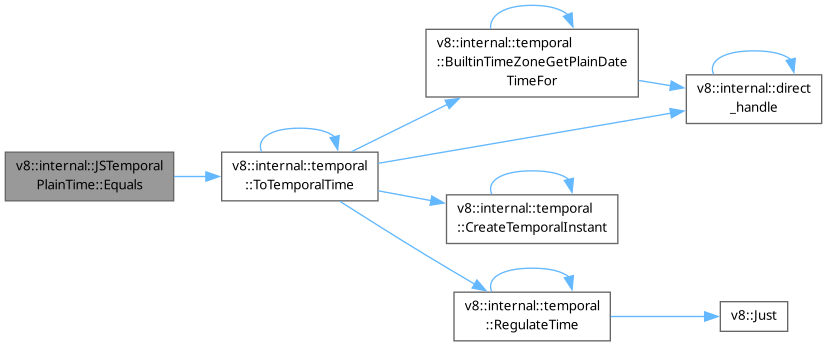 v8::internal::JSTemporal
PlainTime::Equals
v8::internal::temporal
::ToTemporalTime
v8::internal::temporal
::BuiltinTimeZoneGetPlainDate
TimeFor
v8::internal::direct
_handle
v8::internal::temporal
::CreateTemporalInstant
v8::internal::temporal
::RegulateTime
v8::Just